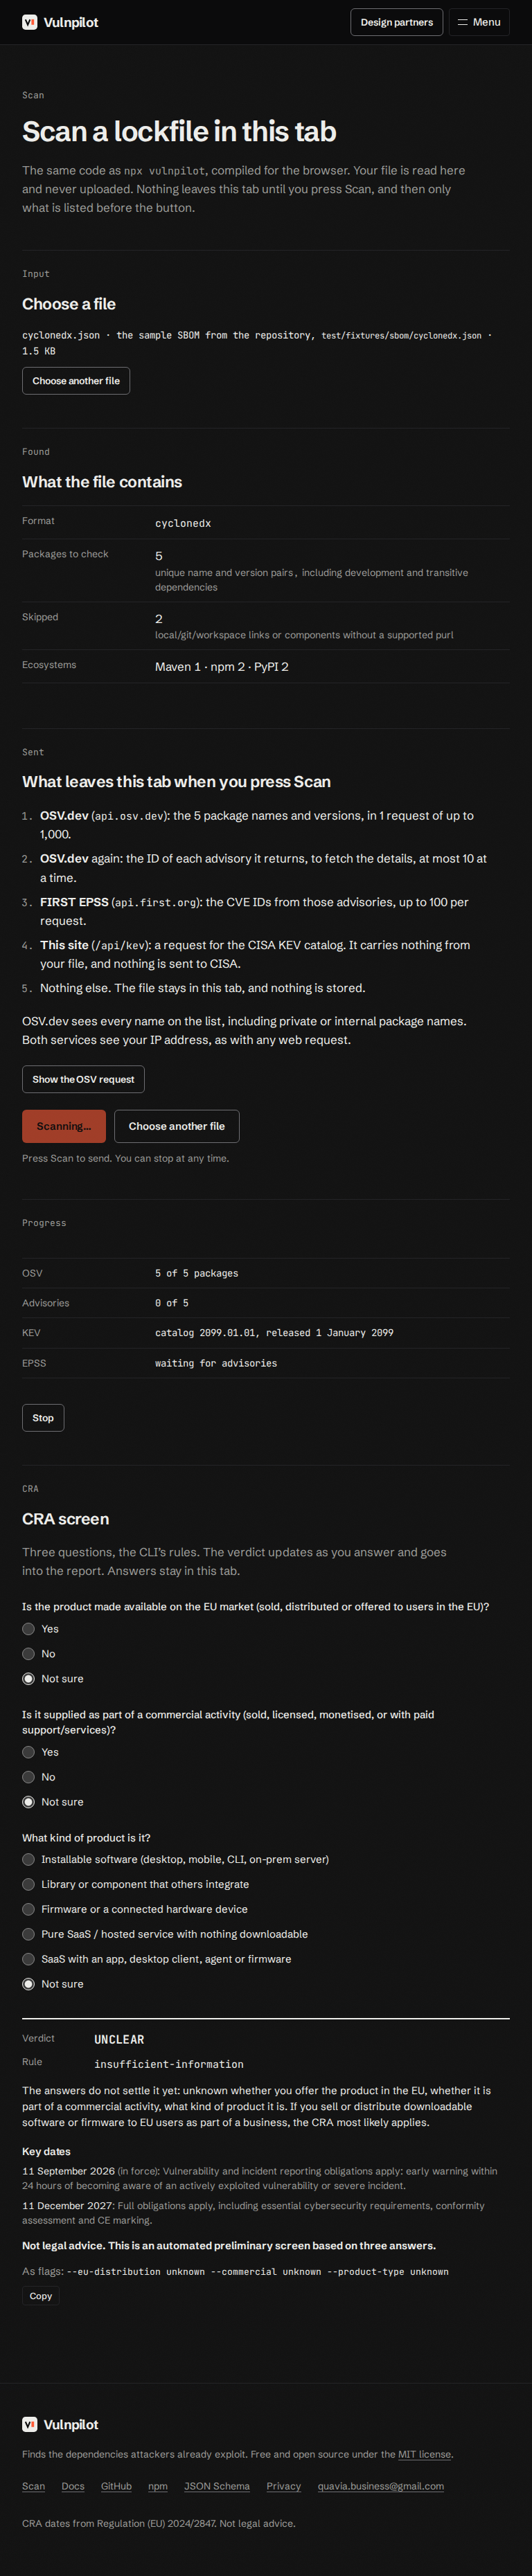 Vulnpilot
Design partners
Menu
Scan
Scan a lockfile in this tab
The same code as npx vulnpilot, compiled for the browser. Your file is read here
and never uploaded. Nothing leaves this tab until you press Scan, and then only
what is listed before the button.
Input
Choose a file
cyclonedx.json · the sample SBOM from the repository, test/fixtures/sbom/cyclonedx.json ·
1.5 KB
Choose another file
Found
What the file contains
Format
cyclonedx
Packages to check
5
unique name and version pairs, including development and transitive
dependencies
Skipped
2
local/git/workspace links or components without a supported purl
Ecosystems
Maven 1 · npm 2 · PyPI 2
Sent
What leaves this tab when you press Scan
1. OSV.dev (api.osv.dev): the 5 package names and versions, in 1 request of up to
1,000.
2. OSV.dev again: the ID of each advisory it returns, to fetch the details, at most 10 at
a time.
3. FIRST EPSS (api.first.org): the CVE IDs from those advisories, up to 100 per
request.
4. This site (/api/kev): a request for the CISA KEV catalog. It carries nothing from
your file, and nothing is sent to CISA.
5. Nothing else. The file stays in this tab, and nothing is stored.
OSV.dev sees every name on the list, including private or internal package names.
Both services see your IP address, as with any web request.
Show the OSV request
Scanning…
Choose another file
Press Scan to send. You can stop at any time.
Progress
OSV
5 of 5 packages
Advisories
0 of 5
KEV
catalog 2099.01.01, released 1 January 2099
EPSS
waiting for advisories
Stop
CRA
CRA screen
Three questions, the CLI's rules. The verdict updates as you answer and goes
into the report. Answers stay in this tab.
Is the product made available on the EU market (sold, distributed or offered to users in the EU)?
Yes
No
Not sure
Is it supplied as part of a commercial activity (sold, licensed, monetised, or with paid
support/services)?
Yes
No
Not sure
What kind of product is it?
Installable software (desktop, mobile, CLI, on-prem server)
Library or component that others integrate
Firmware or a connected hardware device
Pure SaaS / hosted service with nothing downloadable
SaaS with an app, desktop client, agent or firmware
Not sure
Verdict
UNCLEAR
Rule
insufficient-information
The answers do not settle it yet: unknown whether you offer the product in the EU, whether it is
part of a commercial activity, what kind of product it is. If you sell or distribute downloadable
software or firmware to EU users as part of a business, the CRA most likely applies.
Key dates
11 September 2026 (in force): Vulnerability and incident reporting obligations apply: early warning within
24 hours of becoming aware of an actively exploited vulnerability or severe incident.
11 December 2027: Full obligations apply, including essential cybersecurity requirements, conformity
assessment and CE marking.
Not legal advice. This is an automated preliminary screen based on three answers.
As flags: --eu-distribution unknown --commercial unknown --product-type unknown
Copy
Vulnpilot
Finds the dependencies attackers already exploit. Free and open source under the MIT license.
Scan
Docs
GitHub
npm
JSON Schema
Privacy
quavia.business@gmail.com
CRA dates from Regulation (EU) 2024/2847. Not legal advice.